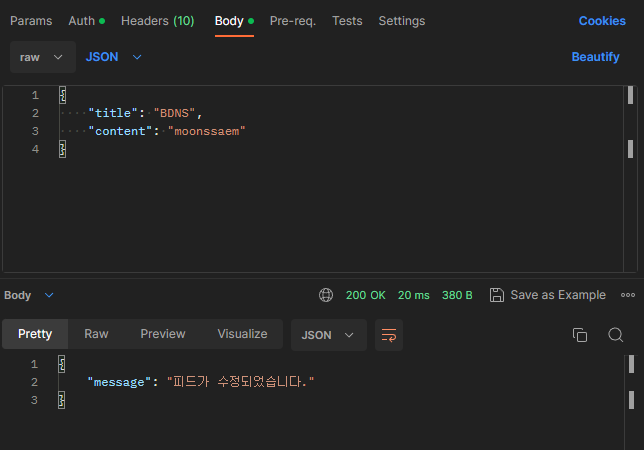 Params Auth Headers (10) Body Pre-req. Tests Settings Cookies
raw JSON Beautify
1 {
2 "title": "BDNS",
3 "content": "moonssaem"
4 }
Body 200 OK 20 ms 380 B Save as Example
Pretty Raw Preview Visualize JSON
1 {
2 "message": "피드가 수정되었습니다."
3 }